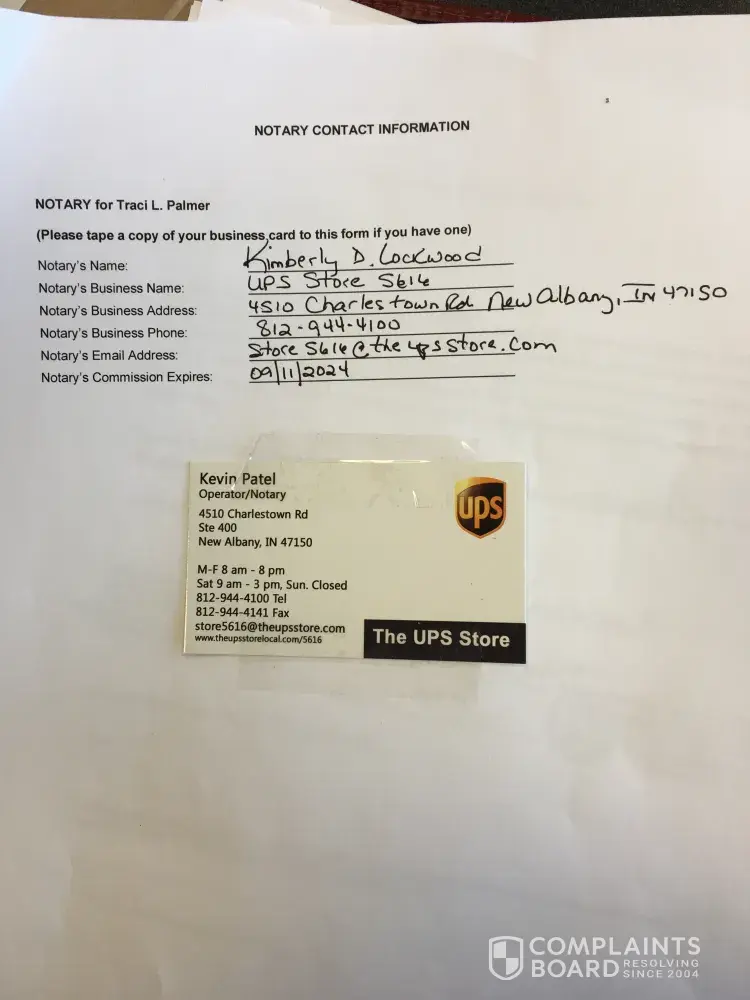 3
NOTARY CONTACT INFORMATION
NOTARY for Traci L. Palmer
(Please tape a copy of your business card to this form if you have one)
Notary's Name: Kimberly D. Lockwood
Notary's Business Name: UPS Store 5616
Notary's Business Address: 4510 Charlestown Rd New Albany, IN 47150
Notary's Business Phone: 812-944-4100
Notary's Email Address: Store5616@theupsStore.com
Notary's Commission Expires: 09/11/2024
Kevin Patel
Operator/Notary
4510 Charlestown Rd
Ste 400
New Albany, IN 47150
ups
M-F 8 am - 8 pm
Sat 9 am - 3 pm, Sun. Closed
812-944-4100 Tel
812-944-4141 Fax
store5616@theupsstore.com
www.theupsstorelocal.com/5616
The UPS Store
COMPLAINTS
BOARD RESOLVING SINCE 2004